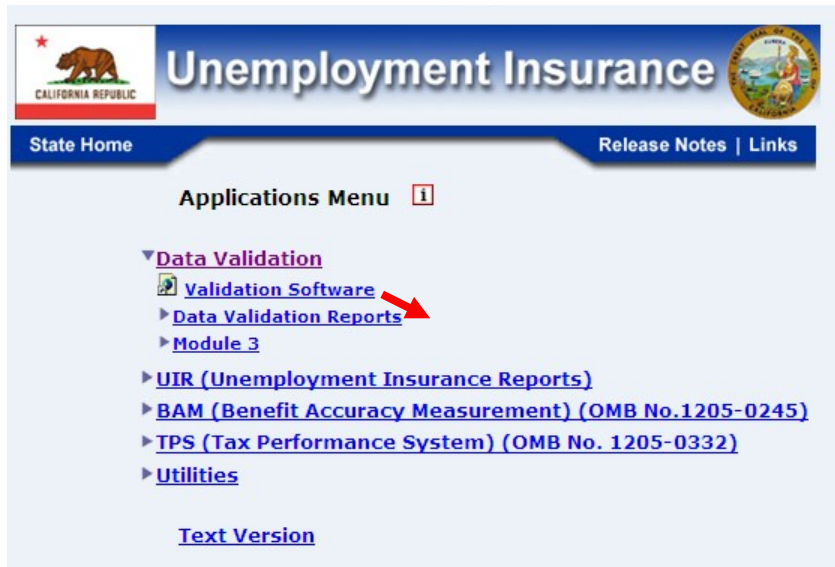 CALIFORNIA REPUBLIC
Unemployment Insurance
State Home
Release Notes | Links
Applications Menu i
Data Validation
Validation Software
Data Validation Reports
Module 3
UIR (Unemployment Insurance Reports)
BAM (Benefit Accuracy Measurement) (OMB No.1205-0245)
TPS (Tax Performance System) (OMB No. 1205-0332)
Utilities
Text Version